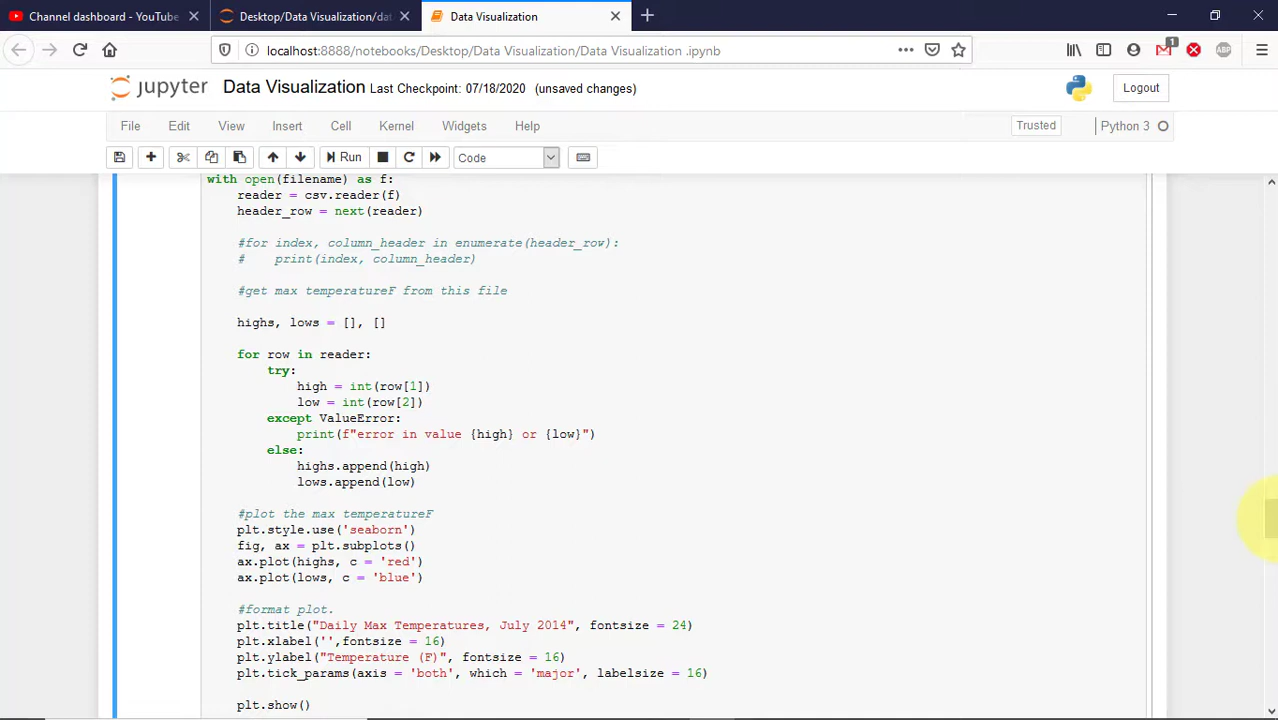 Channel dashboard - YouTube
Desktop/Data Visualization/dat
Data Visualization
localhost:8888/notebooks/Desktop/Data Visualization/Data Visualization .ipynb
1
ABP
jupyter Data Visualization Last Checkpoint: 07/18/2020 (unsaved changes)
Logout
File Edit View Insert Cell Kernel Widgets Help
Trusted
Python 3
Run
Code
with open(filename) as f:
reader = csv.reader(f)
header_row = next(reader)
#for index, column_header in enumerate(header_row):
# print(index, column_header)
#get max temperatureF from this file
highs, lows = [], []
for row in reader:
try:
high = int(row[1])
low = int(row[2])
except ValueError:
print(f"error in value {high} or {low}")
else:
highs.append(high)
lows.append(low)
#plot the max temperatureF
plt.style.use('seaborn')
fig, ax = plt.subplots()
ax.plot(highs, c = 'red')
ax.plot(lows, c = 'blue')
#format plot.
plt.title("Daily Max Temperatures, July 2014", fontsize = 24)
plt.xlabel('',fontsize = 16)
plt.ylabel("Temperature (F)", fontsize = 16)
plt.tick_params(axis = 'both', which = 'major', labelsize = 16)
plt.show()